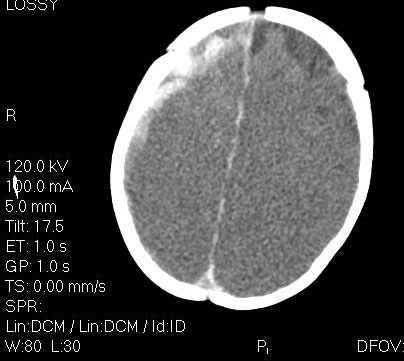 LOSSY
R
120.0 kV
100.0 mA
5.0 mm
Tilt: 17.5
ET: 1.0 s
GP: 1.0 s
TS: 0.00 mm/s
SPR:
Lin:DCM / Lin:DCM / Id:ID
W:80 L:30
P
DFOV: